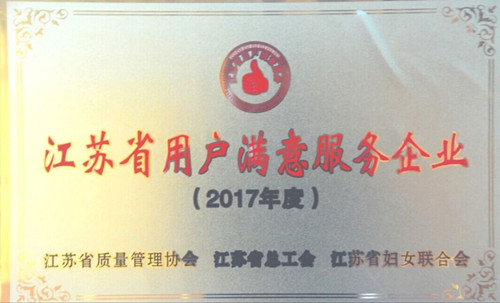 江苏省用户满意服务企业
(2017年度)
江苏省质量管理协会 江苏省总工会 江苏省妇女联合会